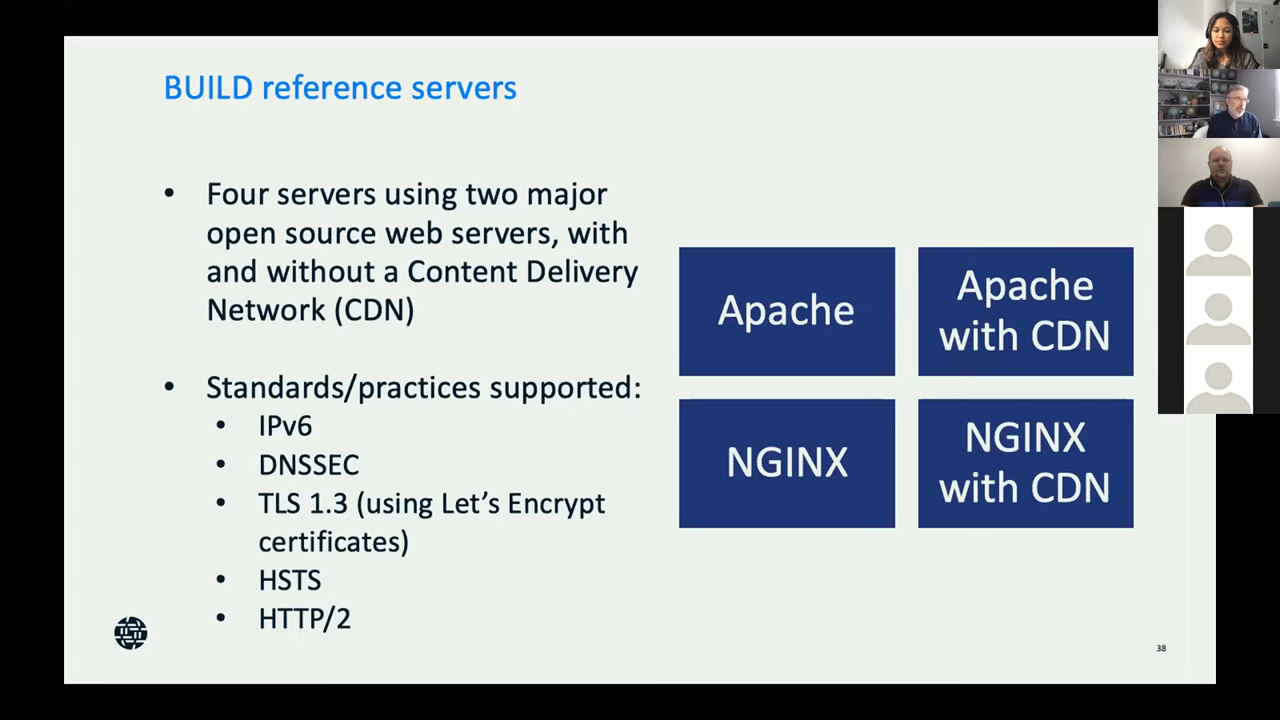 BUILD reference servers
• Four servers using two major
open source web servers, with
and without a Content Delivery
Network (CDN)
• Standards/practices supported:
• IPv6
• DNSSEC
• TLS 1.3 (using Let’s Encrypt
certificates)
• HSTS
• HTTP/2
Apache
Apache
with CDN
NGINX
NGINX
with CDN
38